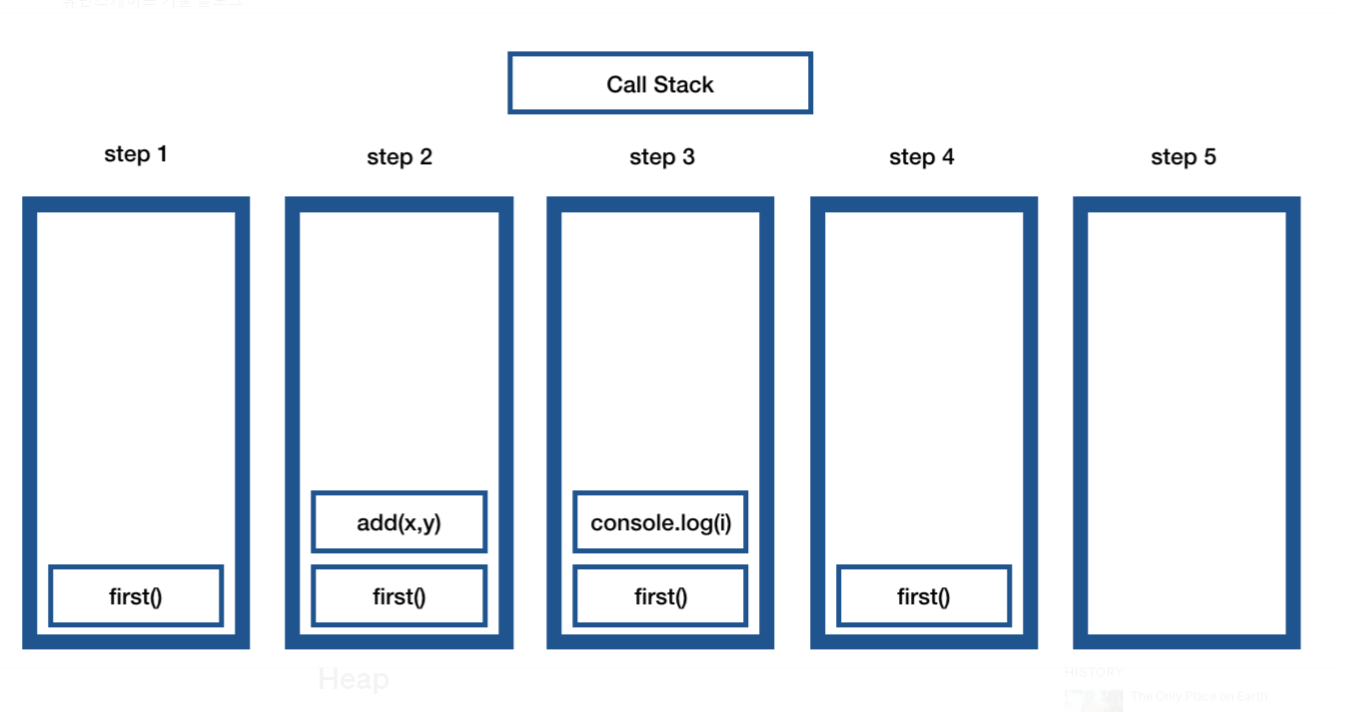 Call Stack
step 1
step 2
step 3
step 4
step 5
add(x,y)
console.log(i)
first()
first()
first()
first()
Heap
HISTORY
The Only Place on Earth